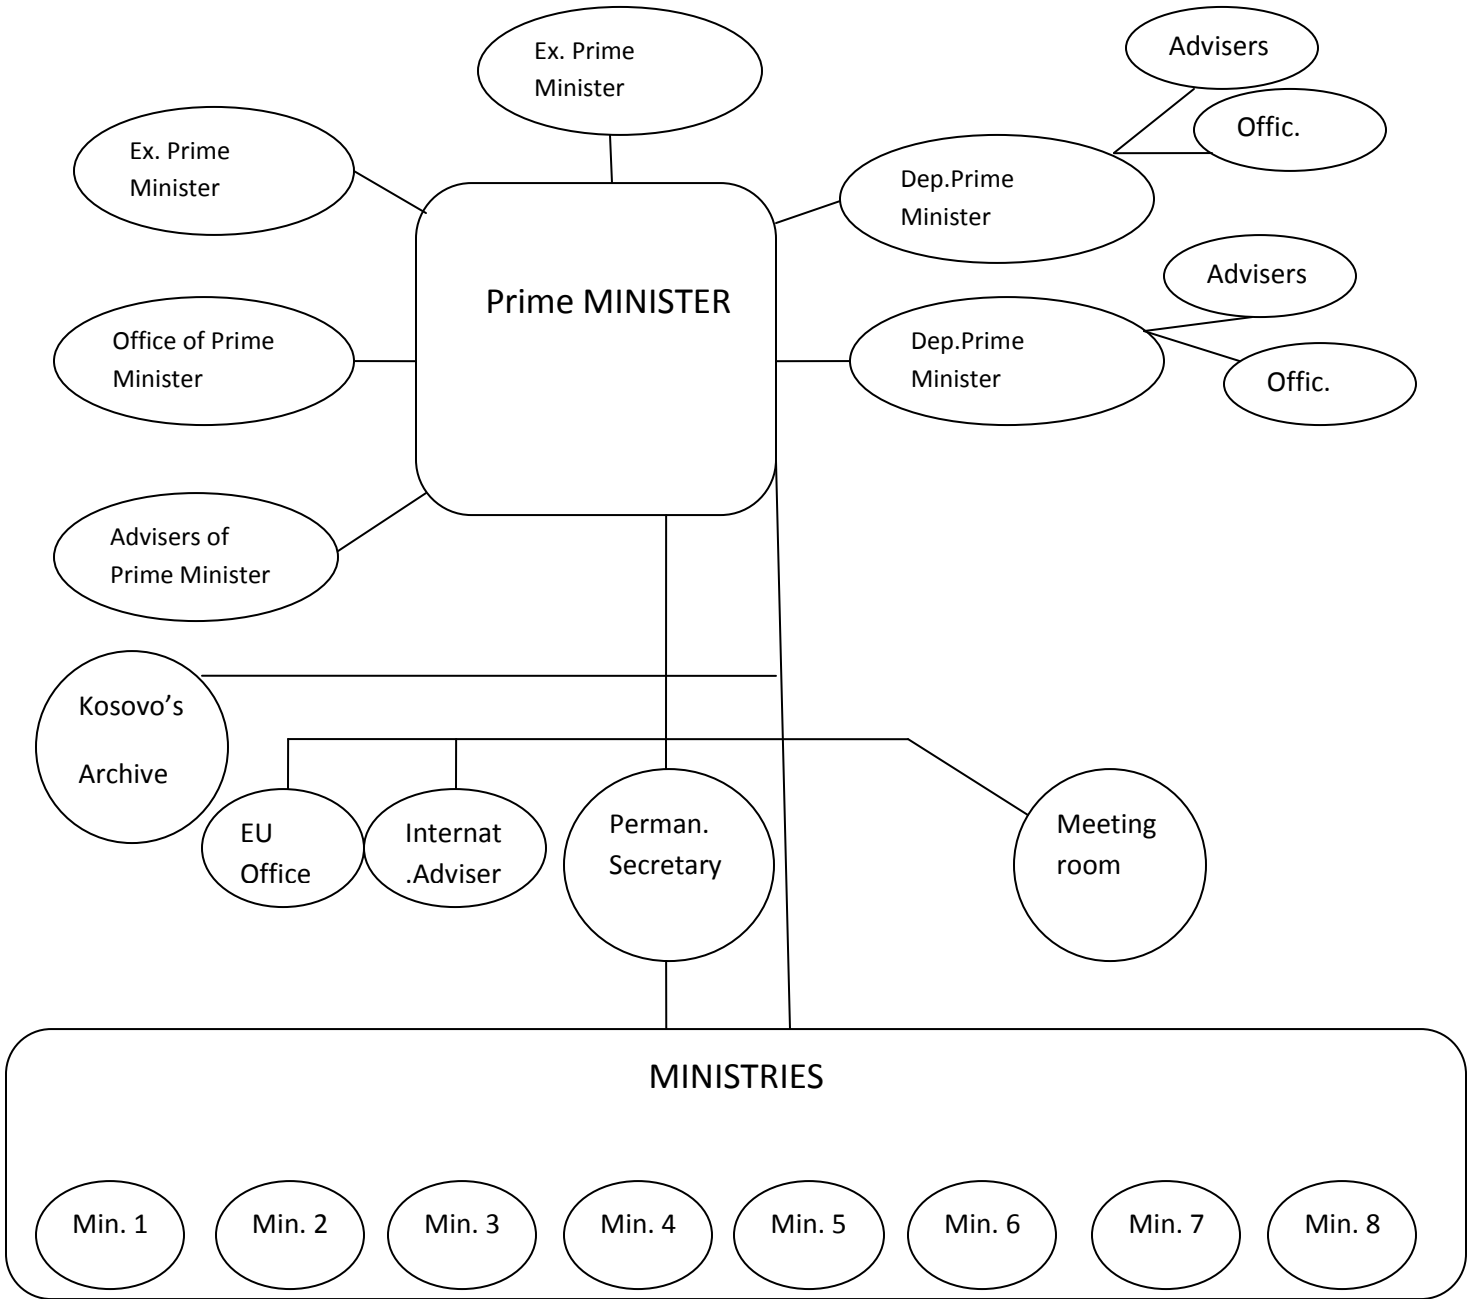 Ex. Prime
Minister
Advisers
Offic.
Ex. Prime
Minister
Dep.Prime
Minister
Advisers
Prime MINISTER
Office of Prime
Minister
Dep.Prime
Minister
Offic.
Advisers of
Prime Minister
Kosovo’s
Archive
EU
Office
Internat
.Adviser
Perman.
Secretary
Meeting
room
MINISTRIES
Min. 1
Min. 2
Min. 3
Min. 4
Min. 5
Min. 6
Min. 7
Min. 8